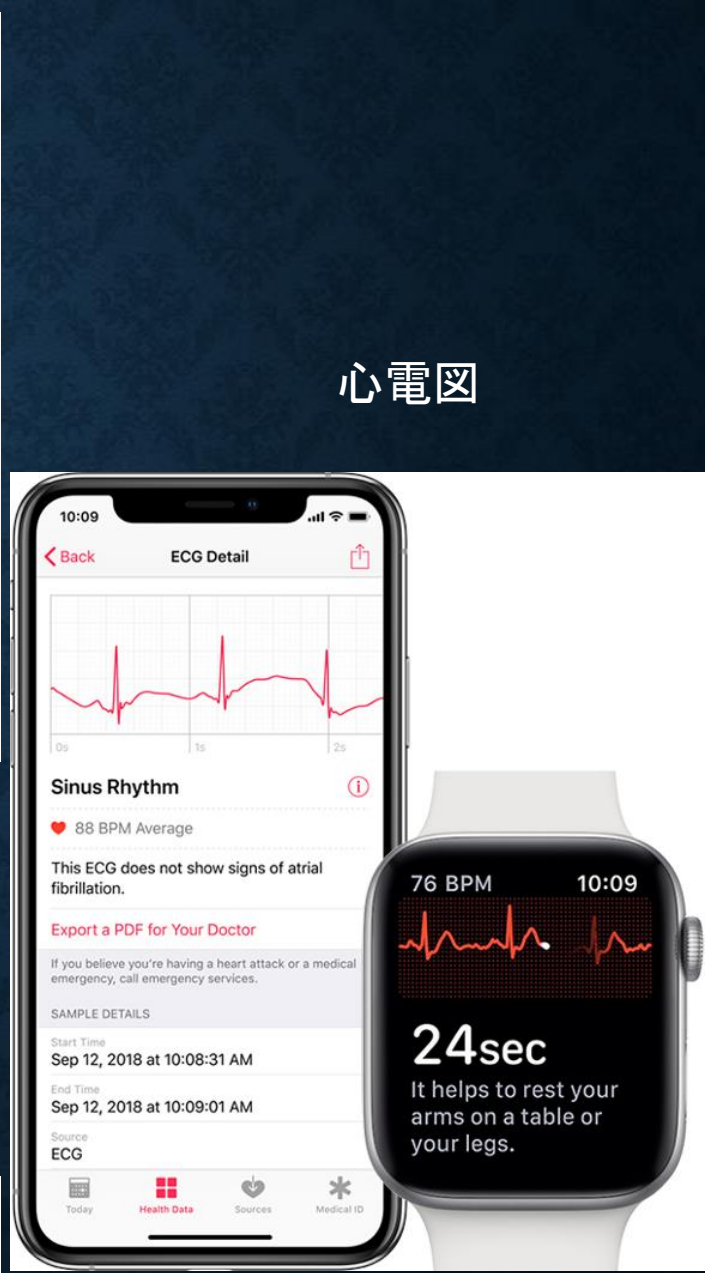 心電図
10:09
Back
ECG Detail
0s 1s 2s
Sinus Rhythm
88 BPM Average
This ECG does not show signs of atrial
fibrillation.
Export a PDF for Your Doctor
If you believe you're having a heart attack or a medical
emergency, call emergency services.
SAMPLE DETAILS
Start Time
Sep 12, 2018 at 10:08:31 AM
End Time
Sep 12, 2018 at 10:09:01 AM
Source
ECG
Today Health Data Sources Medical ID
76 BPM 10:09
24sec
It helps to rest your
arms on a table or
your legs.